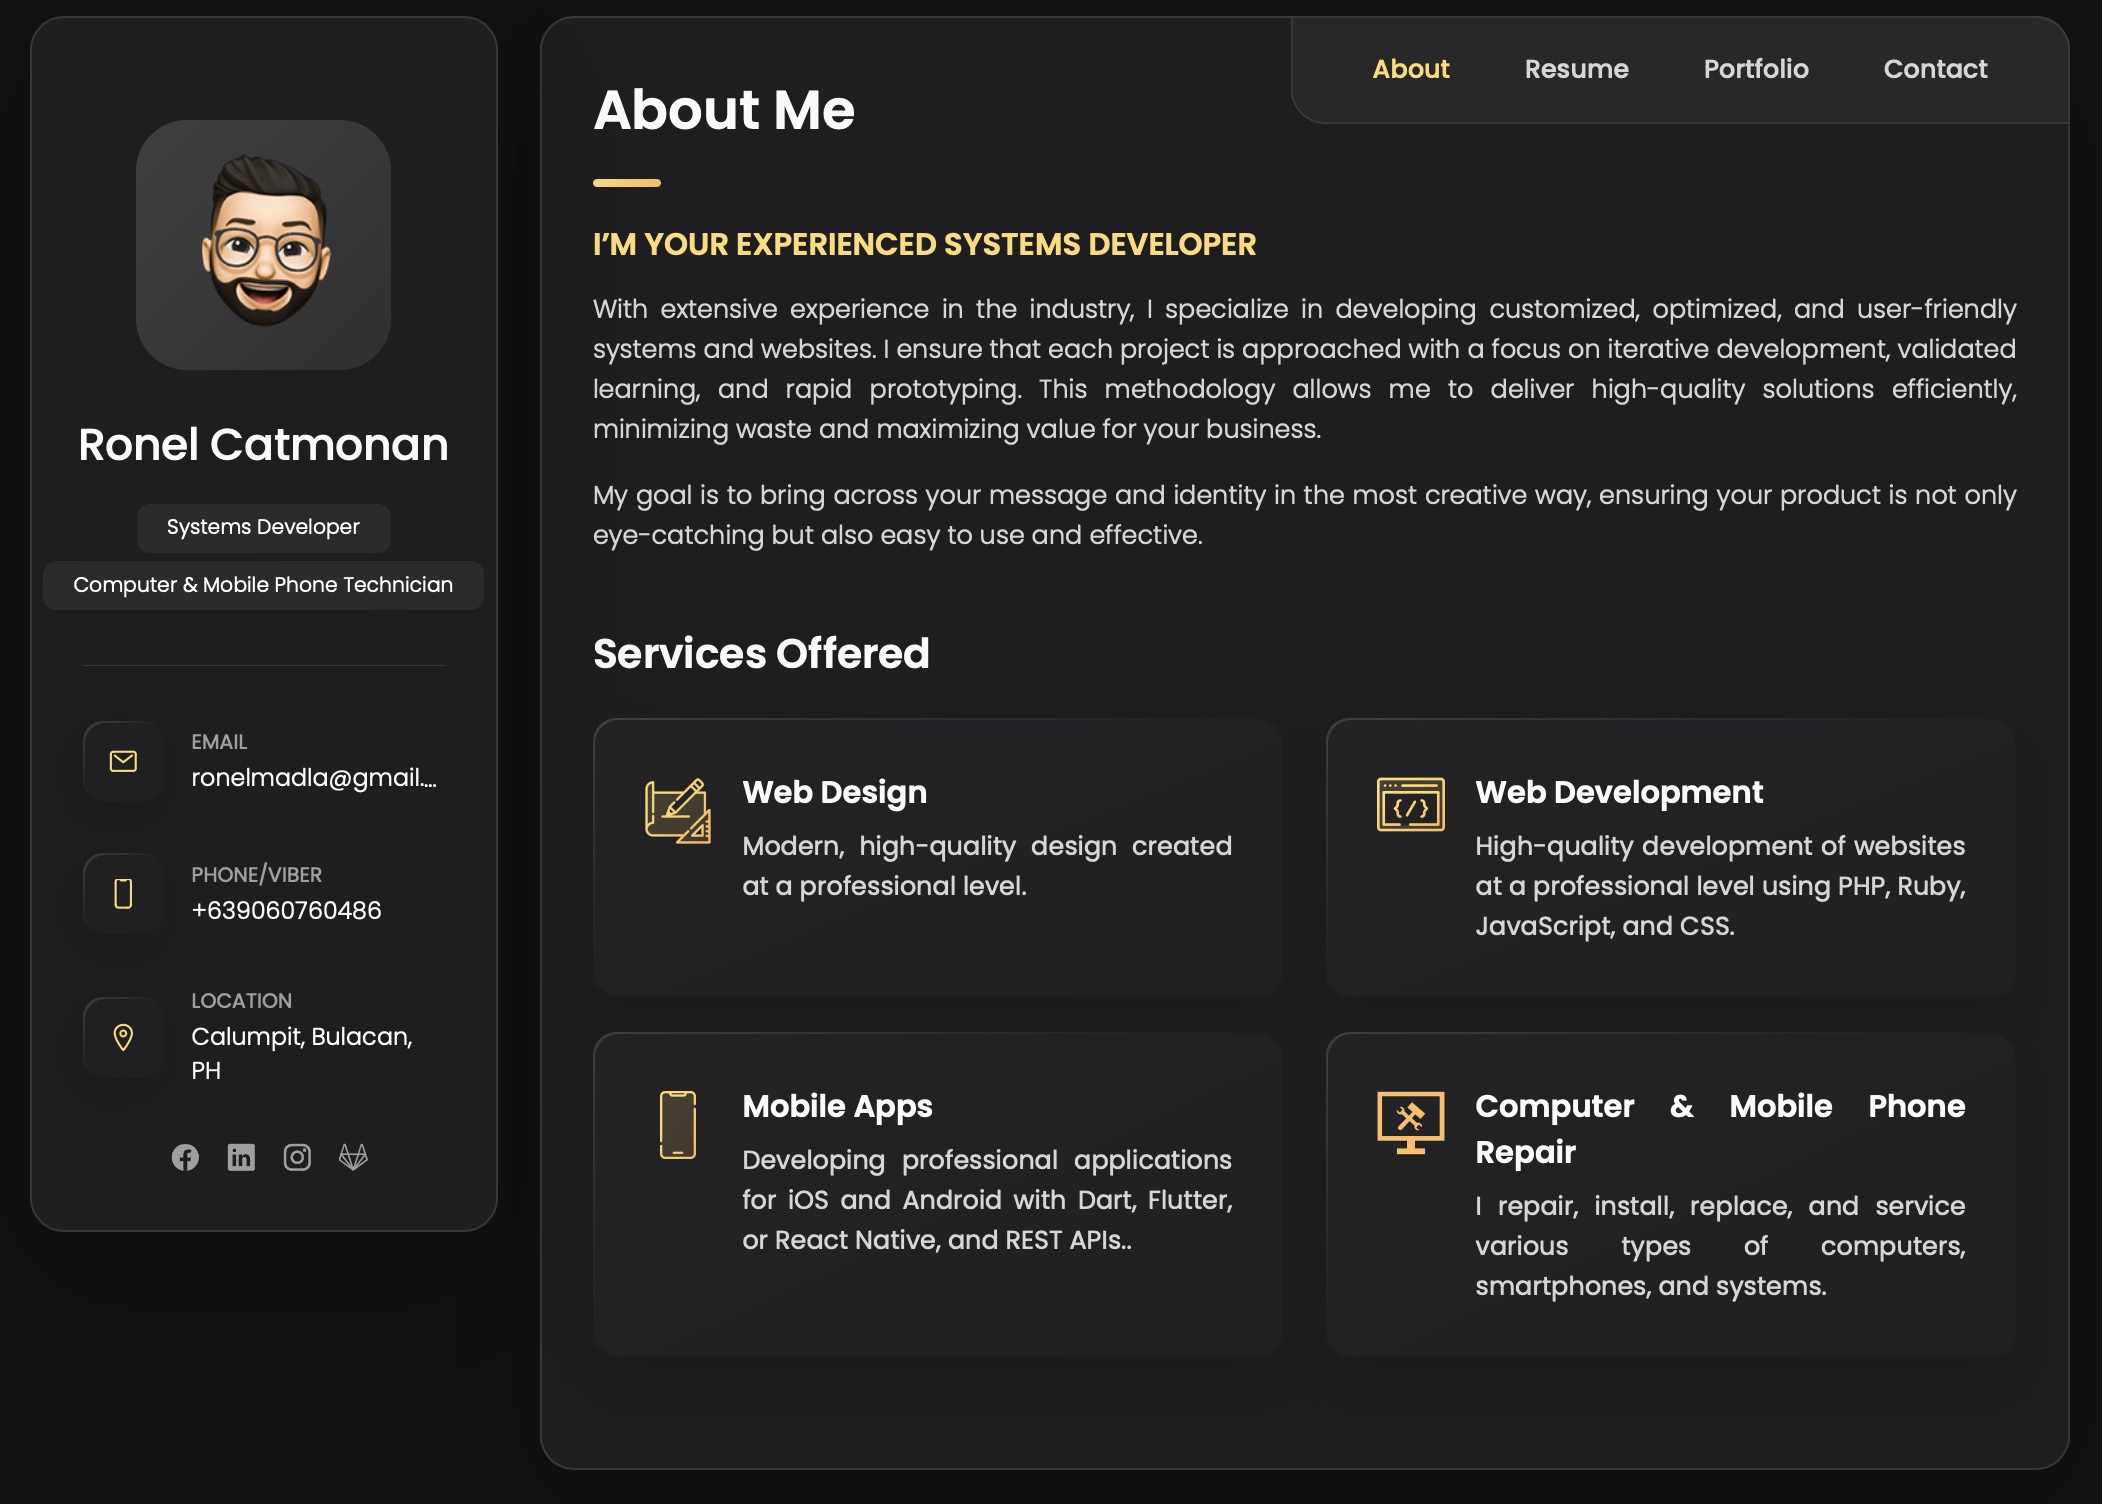 Ronel Catmonan
Systems Developer
Computer & Mobile Phone Technician
EMAIL
ronelmadla@gmail....
PHONE/VIBER
+639060760486
LOCATION
Calumpit, Bulacan,
PH
About
Resume
Portfolio
Contact
About Me
I’M YOUR EXPERIENCED SYSTEMS DEVELOPER
With extensive experience in the industry, I specialize in developing customized, optimized, and user-friendly
systems and websites. I ensure that each project is approached with a focus on iterative development, validated
learning, and rapid prototyping. This methodology allows me to deliver high-quality solutions efficiently,
minimizing waste and maximizing value for your business.
My goal is to bring across your message and identity in the most creative way, ensuring your product is not only
eye-catching but also easy to use and effective.
Services Offered
Web Design
Modern, high-quality design created
at a professional level.
Web Development
High-quality development of websites
at a professional level using PHP, Ruby,
JavaScript, and CSS.
Mobile Apps
Developing professional applications
for iOS and Android with Dart, Flutter,
or React Native, and REST APIs..
Computer & Mobile Phone
Repair
I repair, install, replace, and service
various types of computers,
smartphones, and systems.